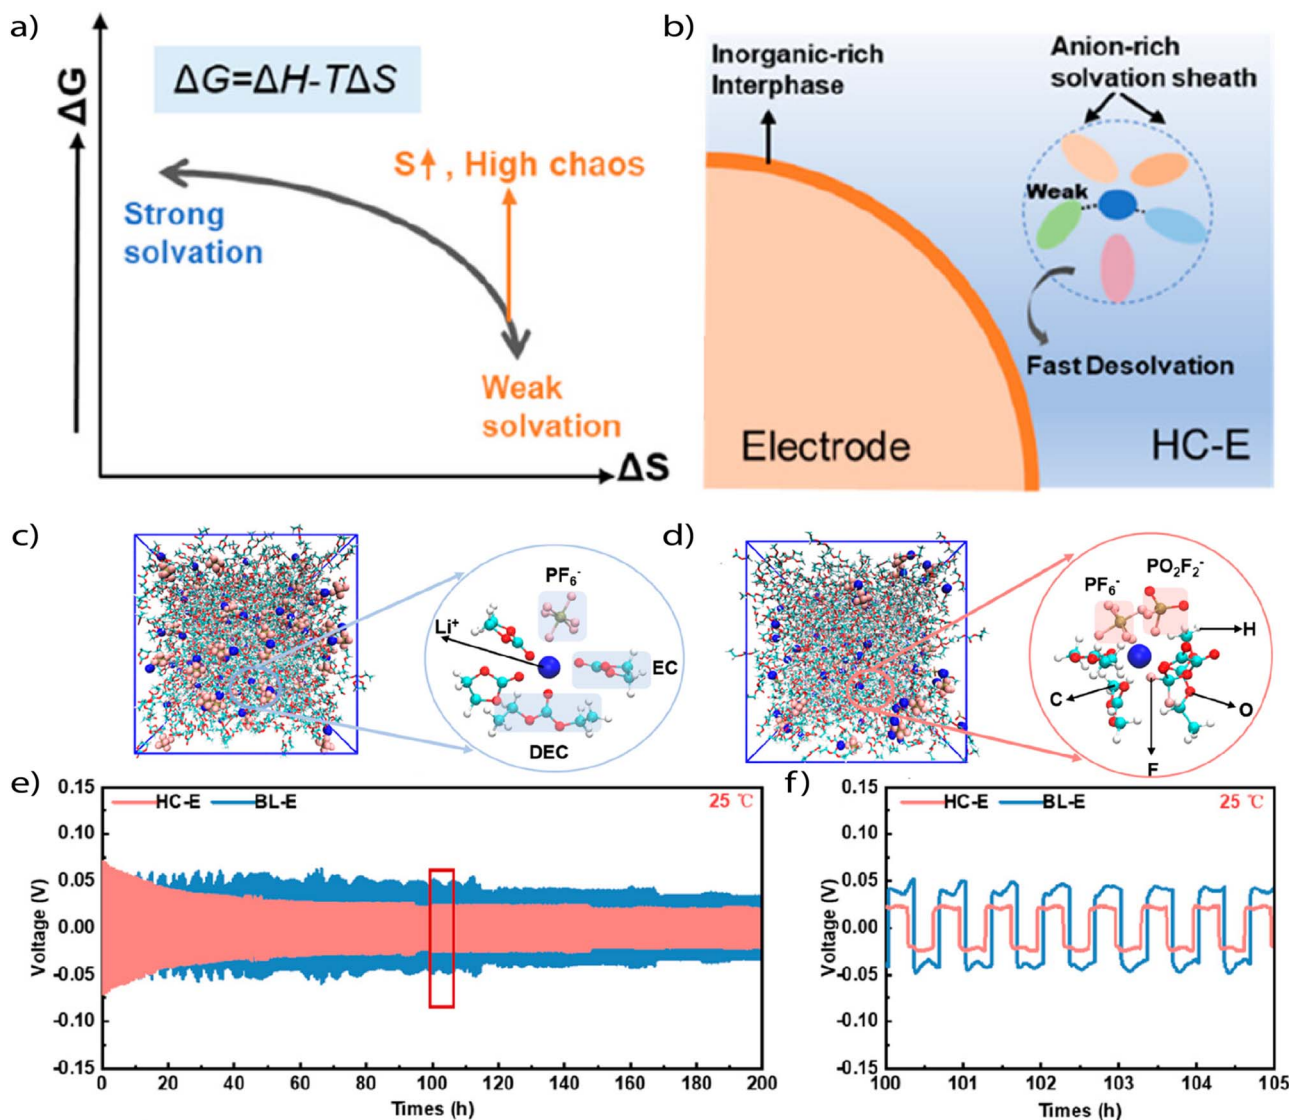 a)
ΔG
ΔG=ΔH-TΔS
S↑, High chaos
Strong
solvation
Weak
solvation
ΔS
b)
Inorganic-rich
Interphase
Anion-rich
solvation sheath
Weak
Fast Desolvation
Electrode
HC-E
c)
PF₆⁻
Li⁺
EC
DEC
d)
PO₂F₂⁻
PF₆⁻
H
C
O
F
e)
HC-E
BL-E
25 ℃
0.15
0.10
0.05
0.00
-0.05
-0.10
-0.15
Voltage (V)
0 20 40 60 80 100 120 140 160 180 200
Times (h)
f)
HC-E
BL-E
25 ℃
0.15
0.10
0.05
0.00
-0.05
-0.10
-0.15
Voltage (V)
100 101 102 103 104 105
Times (h)